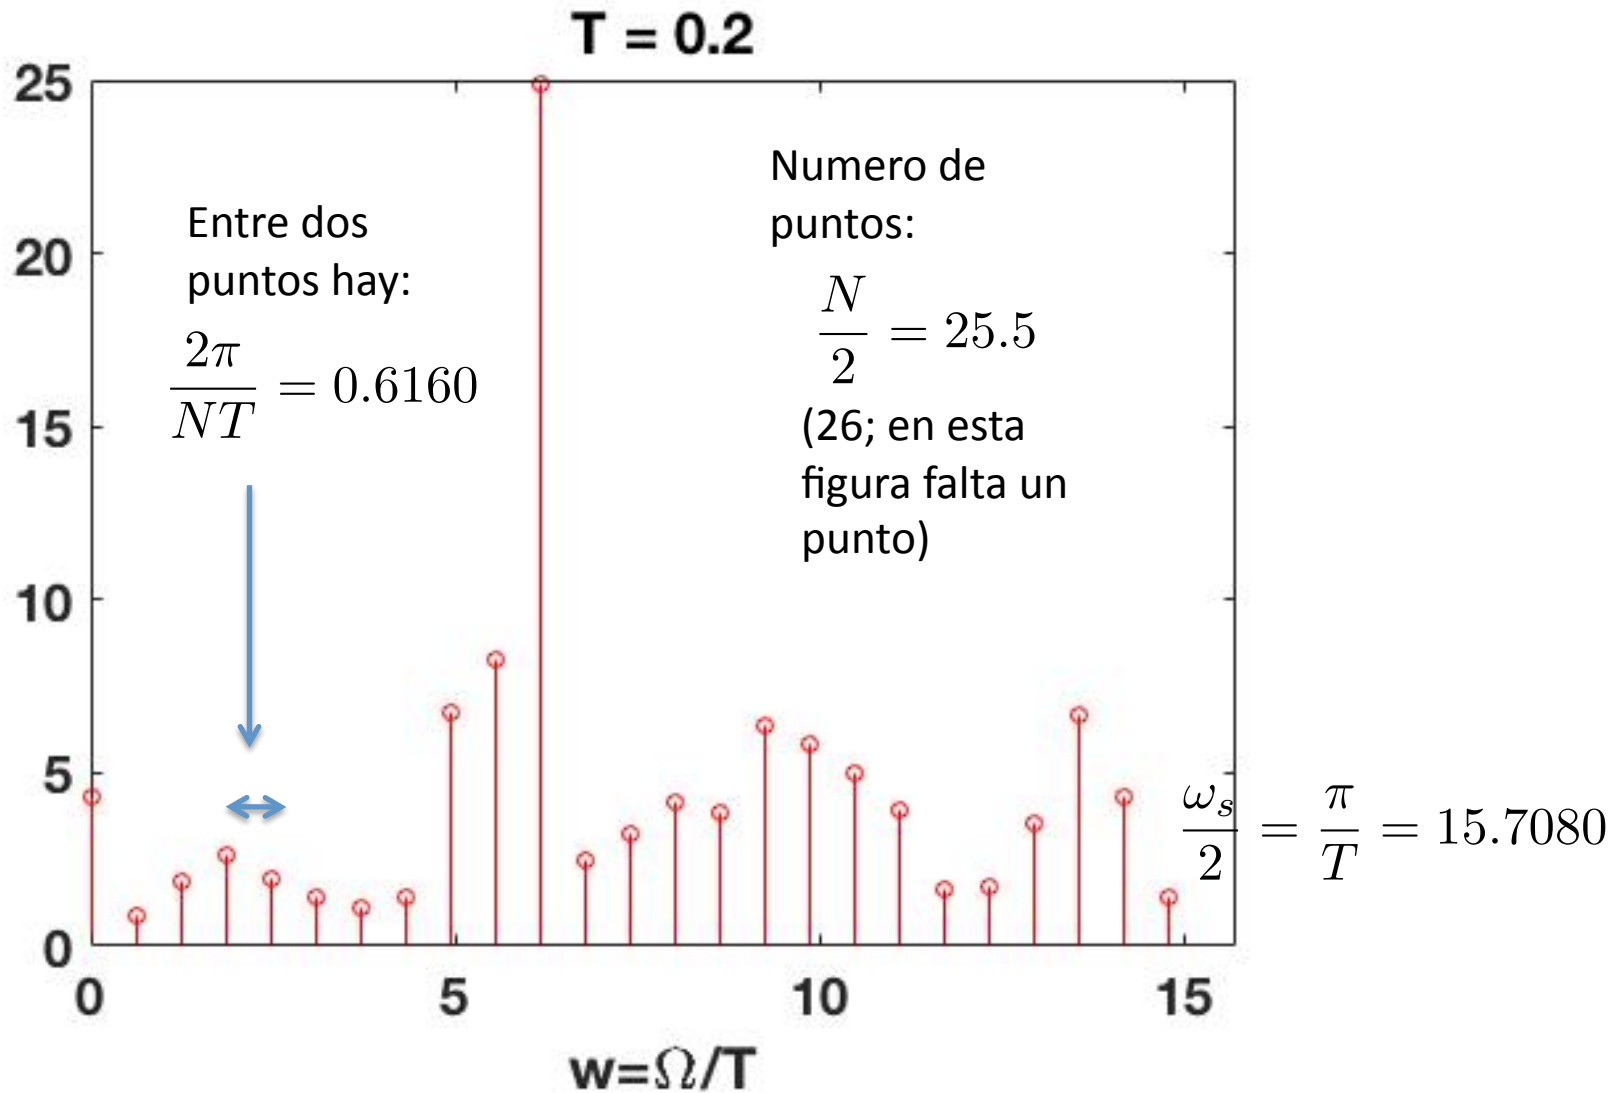 T = 0.2
25
20
15
10
5
0
Entre dos
puntos hay:
2π/NT = 0.6160
Numero de
puntos:
N/2 = 25.5
(26; en esta
figura falta un
punto)
ω_s/2 = π/T = 15.7080
0 5 10 15
w=Ω/T